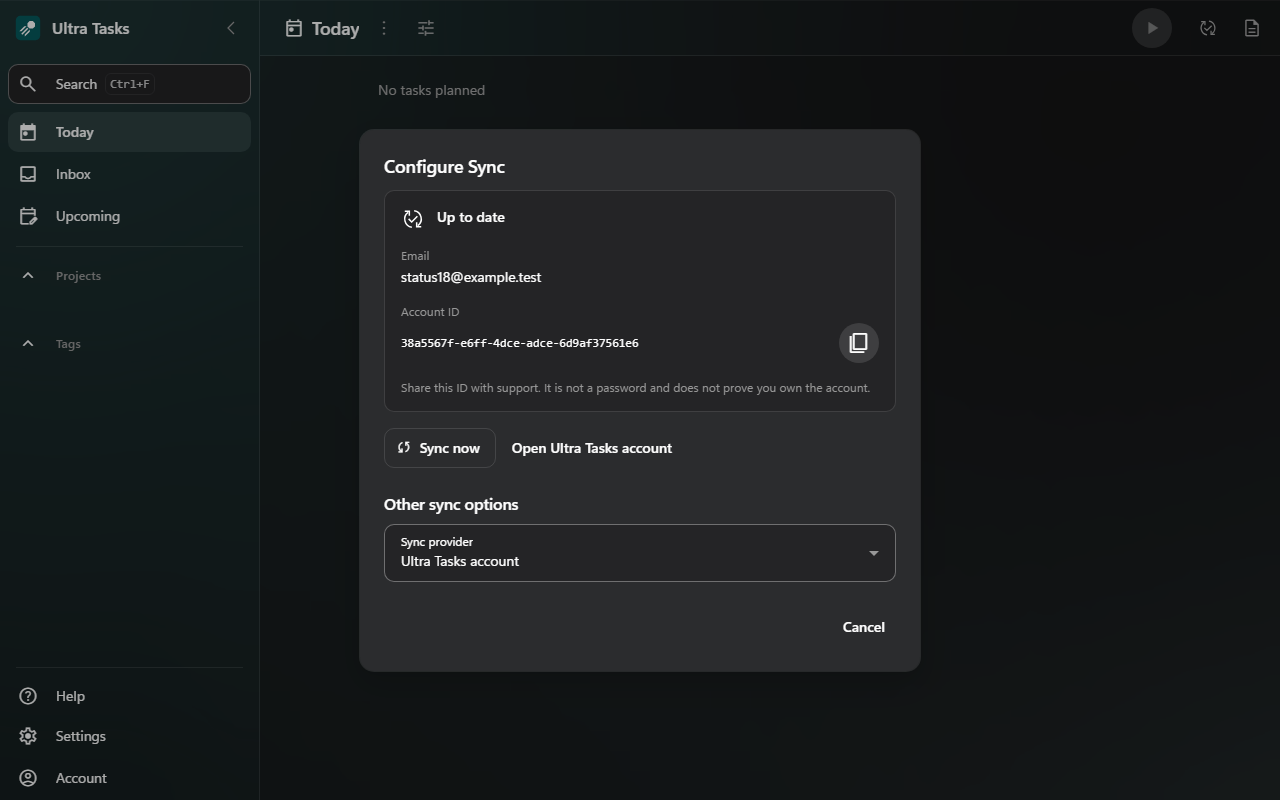 Ultra Tasks
Search Ctrl+F
Today
Inbox
Upcoming
Projects
Tags
Help
Settings
Account
Today
No tasks planned
Configure Sync
Up to date
Email
status18@example.test
Account ID
38a5567f-e6ff-4dce-adce-6d9af37561e6
Share this ID with support. It is not a password and does not prove you own the account.
Sync now
Open Ultra Tasks account
Other sync options
Sync provider
Ultra Tasks account
Cancel